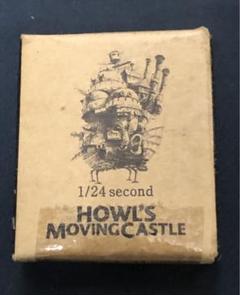 1/24 second
HOWL'S
MOVING CASTLE